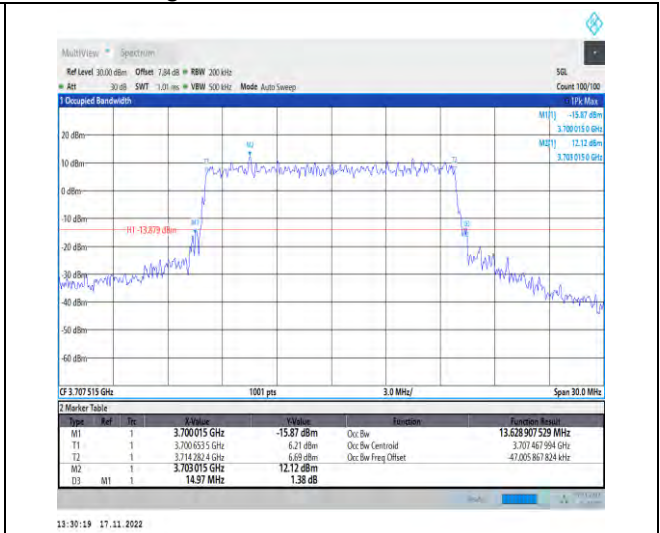 MultiView Spectrum
Ref Level 30.00 dBm Offset 7.84 dB RBW 200 kHz SGL
Att 30 dB SWT 1.01 ms VBW 500 kHz Mode Auto Sweep Count 100/100
1 Occupied Bandwidth 1Pk Max
M1[1] -15.87 dBm
3.700 015 0 GHz
M2[1] 12.12 dBm
3.703 015 0 GHz
20 dBm
M2
T1 T2
10 dBm
0 dBm
-10 dBm
M1
H1 -13.879 dBm
-20 dBm
-30 dBm
-40 dBm
-50 dBm
-60 dBm
CF 3.707 515 GHz 1001 pts 3.0 MHz/ Span 30.0 MHz
2 Marker Table
Type Ref Trc X-Value Y-Value Function Function Result
M1 1 3.700 015 GHz -15.87 dBm Occ Bw 13.628 907 529 MHz
T1 1 3.700 653 5 GHz 6.21 dBm Occ Bw Centroid 3.707 467 994 GHz
T2 1 3.714 282 4 GHz 6.69 dBm Occ Bw Freq Offset -47.005 867 824 kHz
M2 1 3.703 015 GHz 12.12 dBm
D3 M1 1 14.97 MHz 1.38 dB
13:30:19 17.11.2022